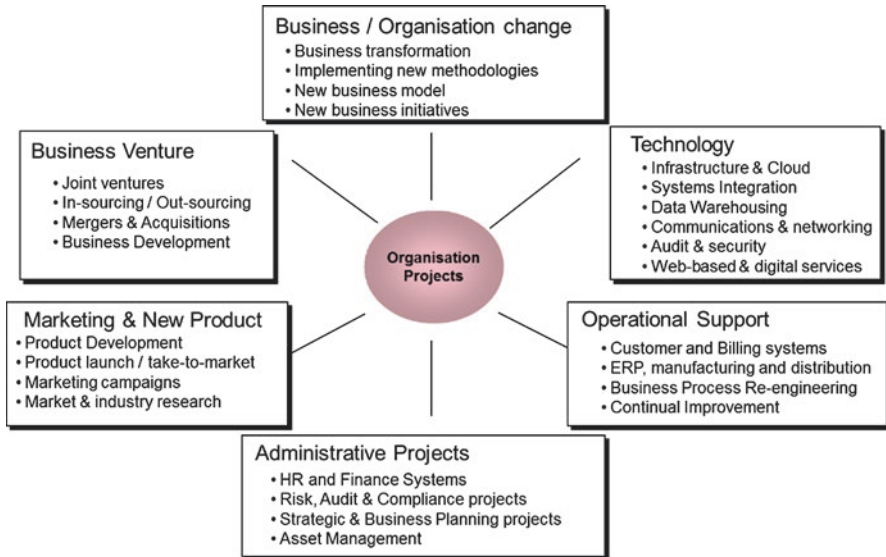 Business / Organisation change
• Business transformation
• Implementing new methodologies
• New business model
• New business initiatives
Business Venture
• Joint ventures
• In-sourcing / Out-sourcing
• Mergers & Acquisitions
• Business Development
Technology
• Infrastructure & Cloud
• Systems Integration
• Data Warehousing
• Communications & networking
• Audit & security
• Web-based & digital services
Organisation
Projects
Marketing & New Product
• Product Development
• Product launch / take-to-market
• Marketing campaigns
• Market & industry research
Operational Support
• Customer and Billing systems
• ERP, manufacturing and distribution
• Business Process Re-engineering
• Continual Improvement
Administrative Projects
• HR and Finance Systems
• Risk, Audit & Compliance projects
• Strategic & Business Planning projects
• Asset Management